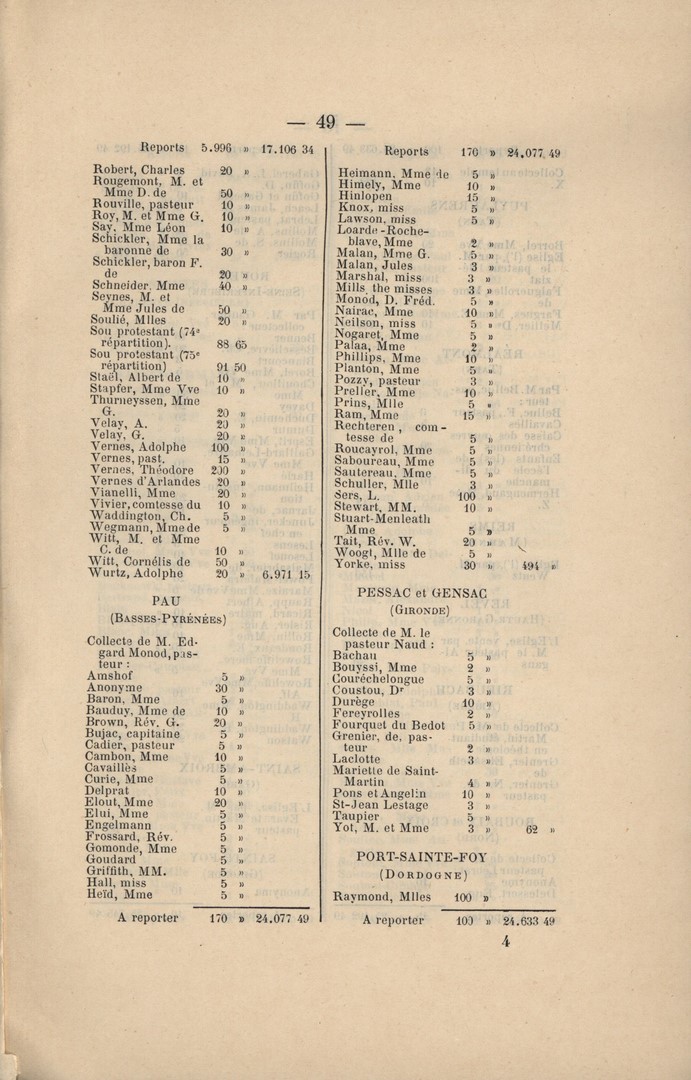 — 49 —
Reports 5.996 » 17.106 34
Robert, Charles 20 »
Rougemont, M. et
Mme D. de 50 »
Rouville, pasteur 10 »
Roy, M. et Mme G. 10 »
Say, Mme Léon 10 »
Schickler, Mme la
baronne de 30 »
Schickler, baron F.
de 20 »
Schneider, Mme 40 »
Seynes, M. et
Mme Jules de 50 »
Soulié, Mlles 20 »
Sou protestant (74e
répartition). 88 65
Sou protestant (75e
répartition) 91 50
Staël, Albert de 10 »
Stapfer, Mme Vve 10 »
Thurneyssen, Mme
G. 20 »
Velay, A. 20 »
Velay, G. 20 »
Vernes, Adolphe 100 »
Vernes, past. 15 »
Vernes, Théodore 200 »
Vernes d'Arlandes 20 »
Vianelli, Mme 20 »
Vivier, comtesse du 10 »
Waddington, Ch. 5 »
Wegmann, Mme de 5 »
Witt, M. et Mme
C. de 10 »
Witt, Cornélis de 50 »
Wurtz, Adolphe 20 » 6.971 15
PAU
(BASSES-PYRÉNÉES)
Collecte de M. Ed-
gard Monod, pas-
teur :
Amshof 5 »
Anonyme 30 »
Baron, Mme 5 »
Bauduy, Mme de 10 »
Brown, Rév. G. 20 »
Bujac, capitaine 5 »
Cadier, pasteur 5 »
Cambon, Mme 10 »
Cavaillès 5 »
Curie, Mme 5 »
Delprat 10 »
Elout, Mme 20 »
Elui, Mme 5 »
Engelmann 5 »
Frossard, Rév. 5 »
Gomonde, Mme 5 »
Goudard 5 »
Griffith, MM. 5 »
Hall, miss 5 »
Heïd, Mme 5 »
A reporter 170 » 24.077 49
Reports 170 » 24.077 49
Heimann, Mme de 5 »
Himely, Mme 10 »
Hinlopen 15 »
Knox, miss 5 »
Lawson, miss 5 »
Loarde-Roche-
blave, Mme 2 »
Malan, Mme G. 5 »
Malan, Jules 3 »
Marshal, miss 3 »
Mills the misses 3 »
Monod, D. Fréd. 5 »
Nairac, Mme 10 »
Neilson, miss 5 »
Nogaret, Mme 5 »
Palaa, Mme 2 »
Phillips, Mme 10 »
Planton, Mme 5 »
Pozzy, pasteur 3 »
Preller, Mme 10 »
Prins, Mlle 5 »
Ram, Mme 15 »
Rechteren, com-
tesse de 5 »
Roucayrol, Mme 5 »
Saboureau, Mme 5 »
Sautereau, Mme 5 »
Schuller, Mlle 3 »
Sers, L. 100 »
Stewart, MM. 10 »
Stuart-Menleath
Mme 5 »
Tait, Rév. W. 20 »
Woogl, Mlle de 5 »
Yorke, miss 30 » 494 »
PESSAC et GENSAC
(GIRONDE)
Collecte de M. le
pasteur Naud :
Bachau 5 »
Bouyssi, Mme 2 »
Couréchelongue 5 »
Coustou, Dr 3 »
Durège 10 »
Fereyrolles 2 »
Fourquet du Bedot 5 »
Grenier, de, pas-
teur 2 »
Laclotte 3 »
Mariette de Saint-
Martin 4 »
Pons et Angelin 10 »
St-Jean Lestage 3 »
Taupier 5 »
Yot, M. et Mme 3 » 62 »
PORT-SAINTE-FOY
(DORDOGNE)
Raymond, Mlles 100 »
A reporter 100 » 24.633 49
4